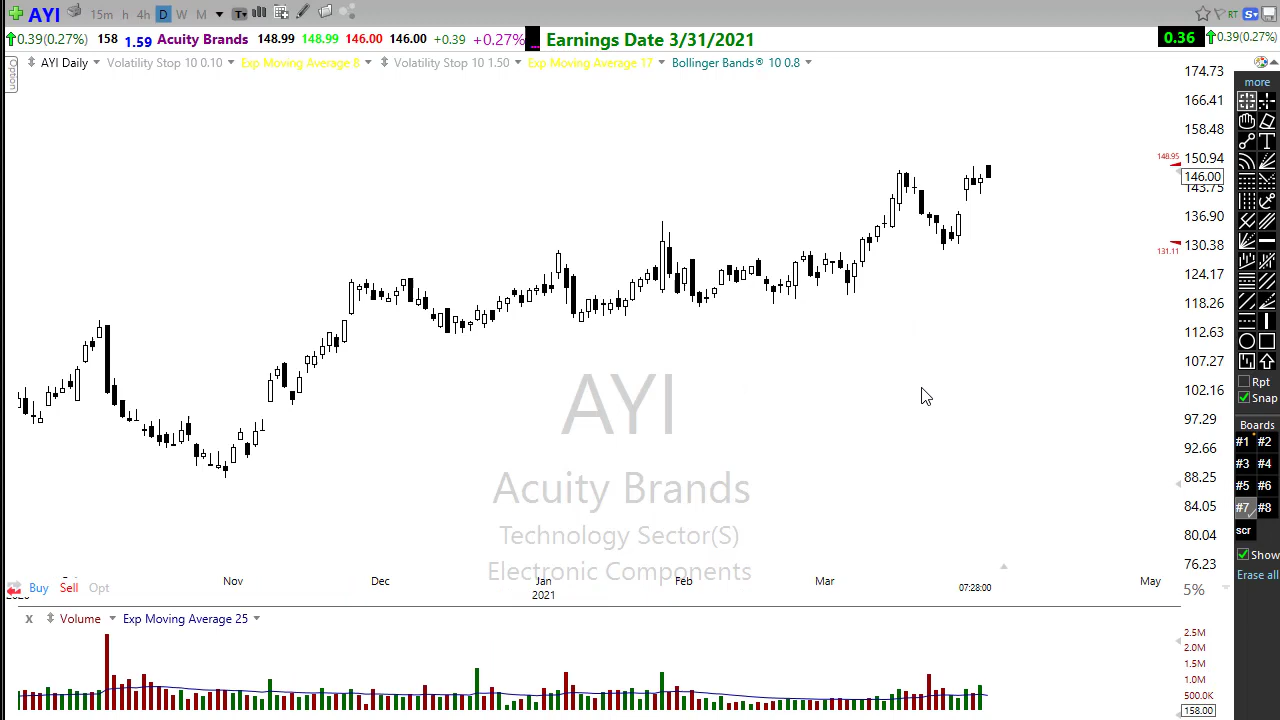 AYI 15m h 4h D W M T RT S
0.39(0.27%) 158 1.59 Acuity Brands 148.99 148.99 146.00 146.00 +0.39 +0.27% ... Earnings Date 3/31/2021 0.36 0.39(0.27%)
Option
AYI Daily Volatility Stop 10 0.10 Exp Moving Average 8 Volatility Stop 10 1.50 Exp Moving Average 17 Bollinger Bands® 10 0.8
174.73
more
166.41
158.48
148.95
150.94
146.00
143.75
136.90
130.38
131.11
124.17
118.26
112.63
107.27
102.16
97.29
92.66
88.25
84.05
80.04
76.23
AYI
Acuity Brands
Technology Sector(S)
Electronic Components
T
Rpt
Snap
Boards
#1 #2
#3 #4
#5 #6
#7 #8
scr
Show
Erase all
Nov Dec Jan Feb Mar May
Buy Sell Opt
2021
07:28:00
5%
X Volume Exp Moving Average 25
2.5M
2.0M
1.5M
1.0M
500.0K
158.00